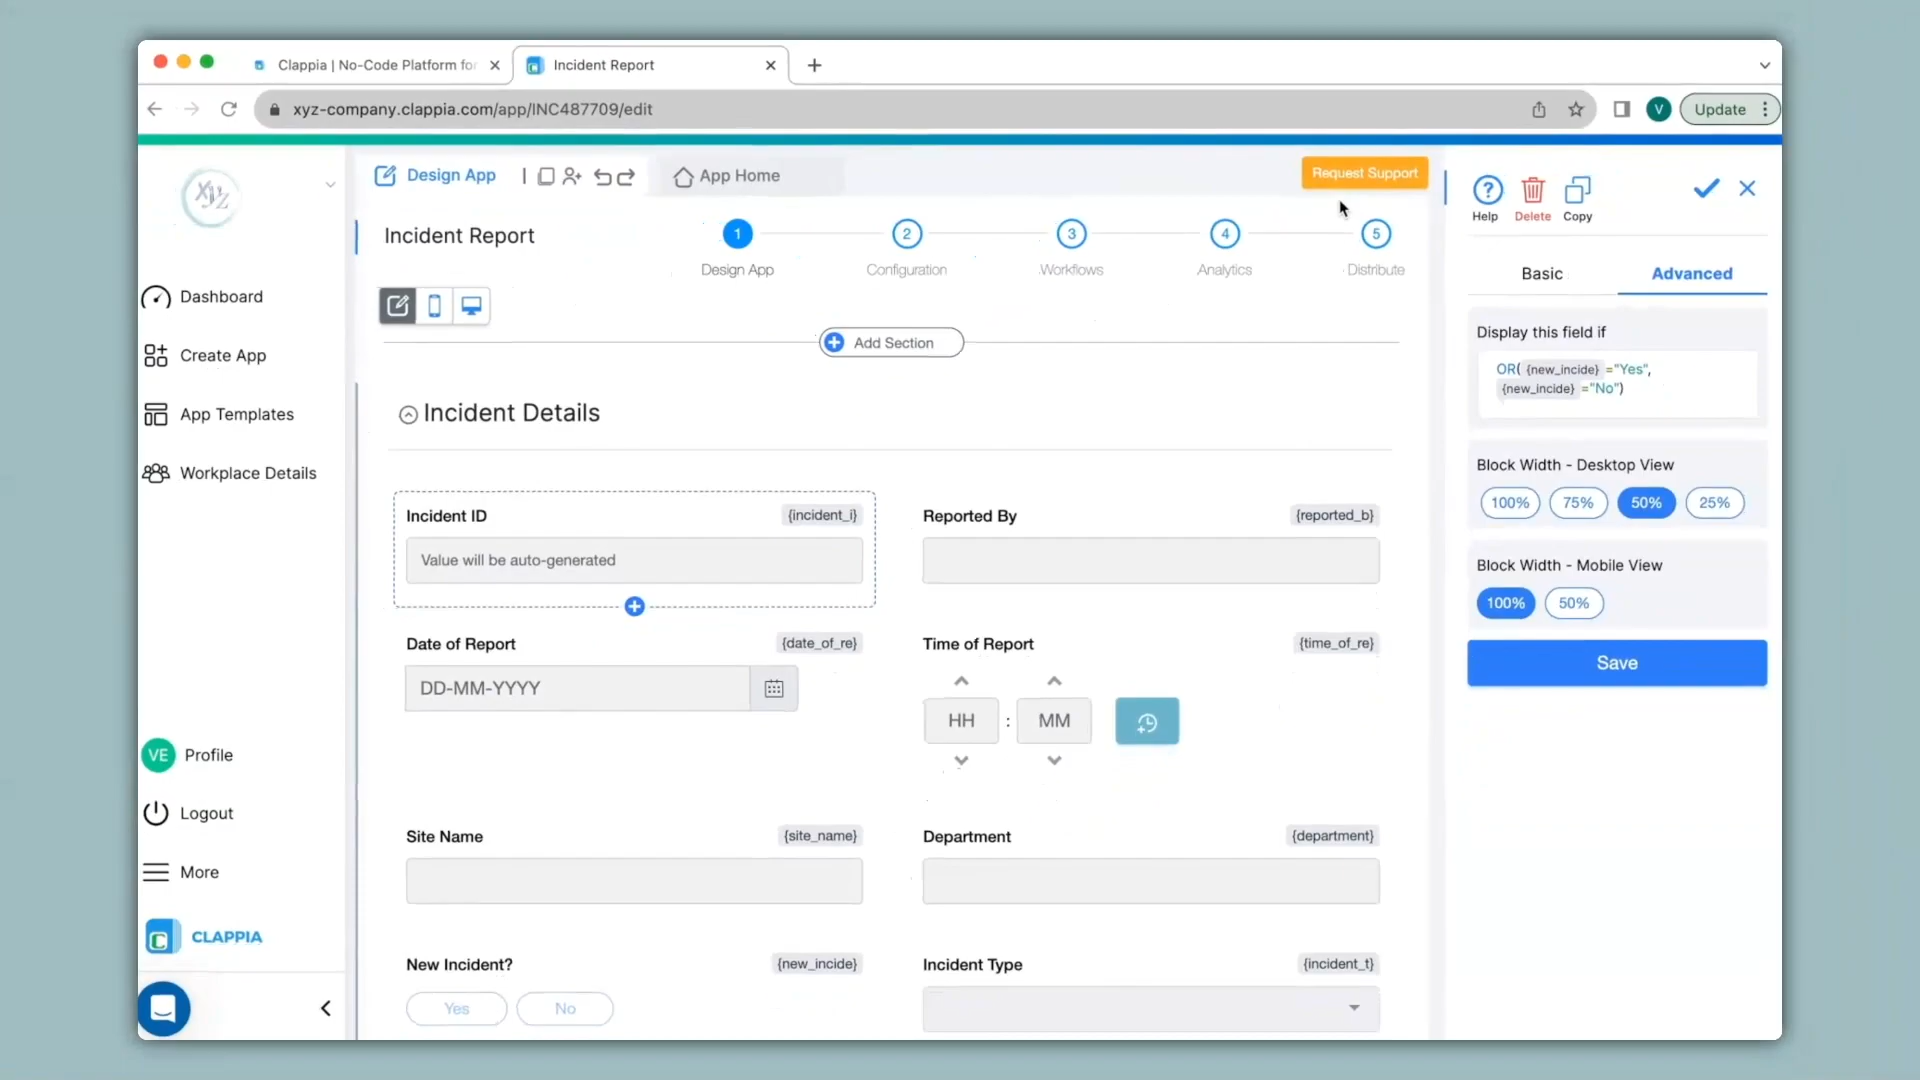 Clappia | No-Code Platform for
Incident Report
xyz-company.clappia.com/app/INC487709/edit
V
Update
XYZ
Design App
App Home
Request Support
Help
Delete
Copy
Incident Report
1
2
3
4
5
Design App
Configuration
Workflows
Analytics
Distribute
Basic
Advanced
Dashboard
Create App
App Templates
Workplace Details
Add Section
Display this field if
OR( {new_incide} ="Yes",
{new_incide} ="No")
Incident Details
Block Width - Desktop View
100%
75%
50%
25%
Incident ID
{incident_i}
Reported By
{reported_b}
Value will be auto-generated
Block Width - Mobile View
100%
50%
Save
Date of Report
{date_of_re}
Time of Report
{time_of_re}
DD-MM-YYYY
HH
:
MM
VE
Profile
Logout
More
CLAPPIA
Site Name
{site_name}
Department
{department}
New Incident?
{new_incide}
Incident Type
{incident_t}
Yes
No